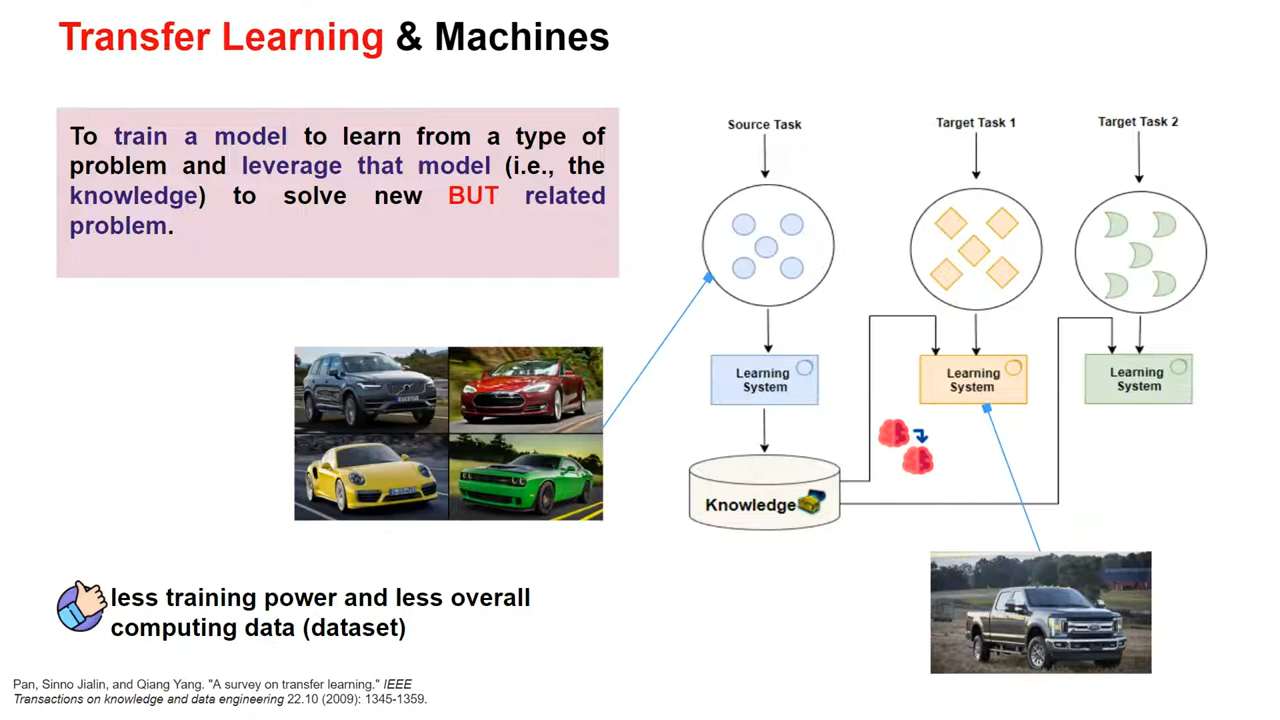 Transfer Learning & Machines
To train a model to learn from a type of
problem and leverage that model (i.e., the
knowledge) to solve new BUT related
problem.
Source Task
Target Task 1
Target Task 2
Learning
System
Learning
System
Learning
System
Knowledge
less training power and less overall
computing data (dataset)
Pan, Sinno Jialin, and Qiang Yang. "A survey on transfer learning." IEEE
Transactions on knowledge and data engineering 22.10 (2009): 1345-1359.